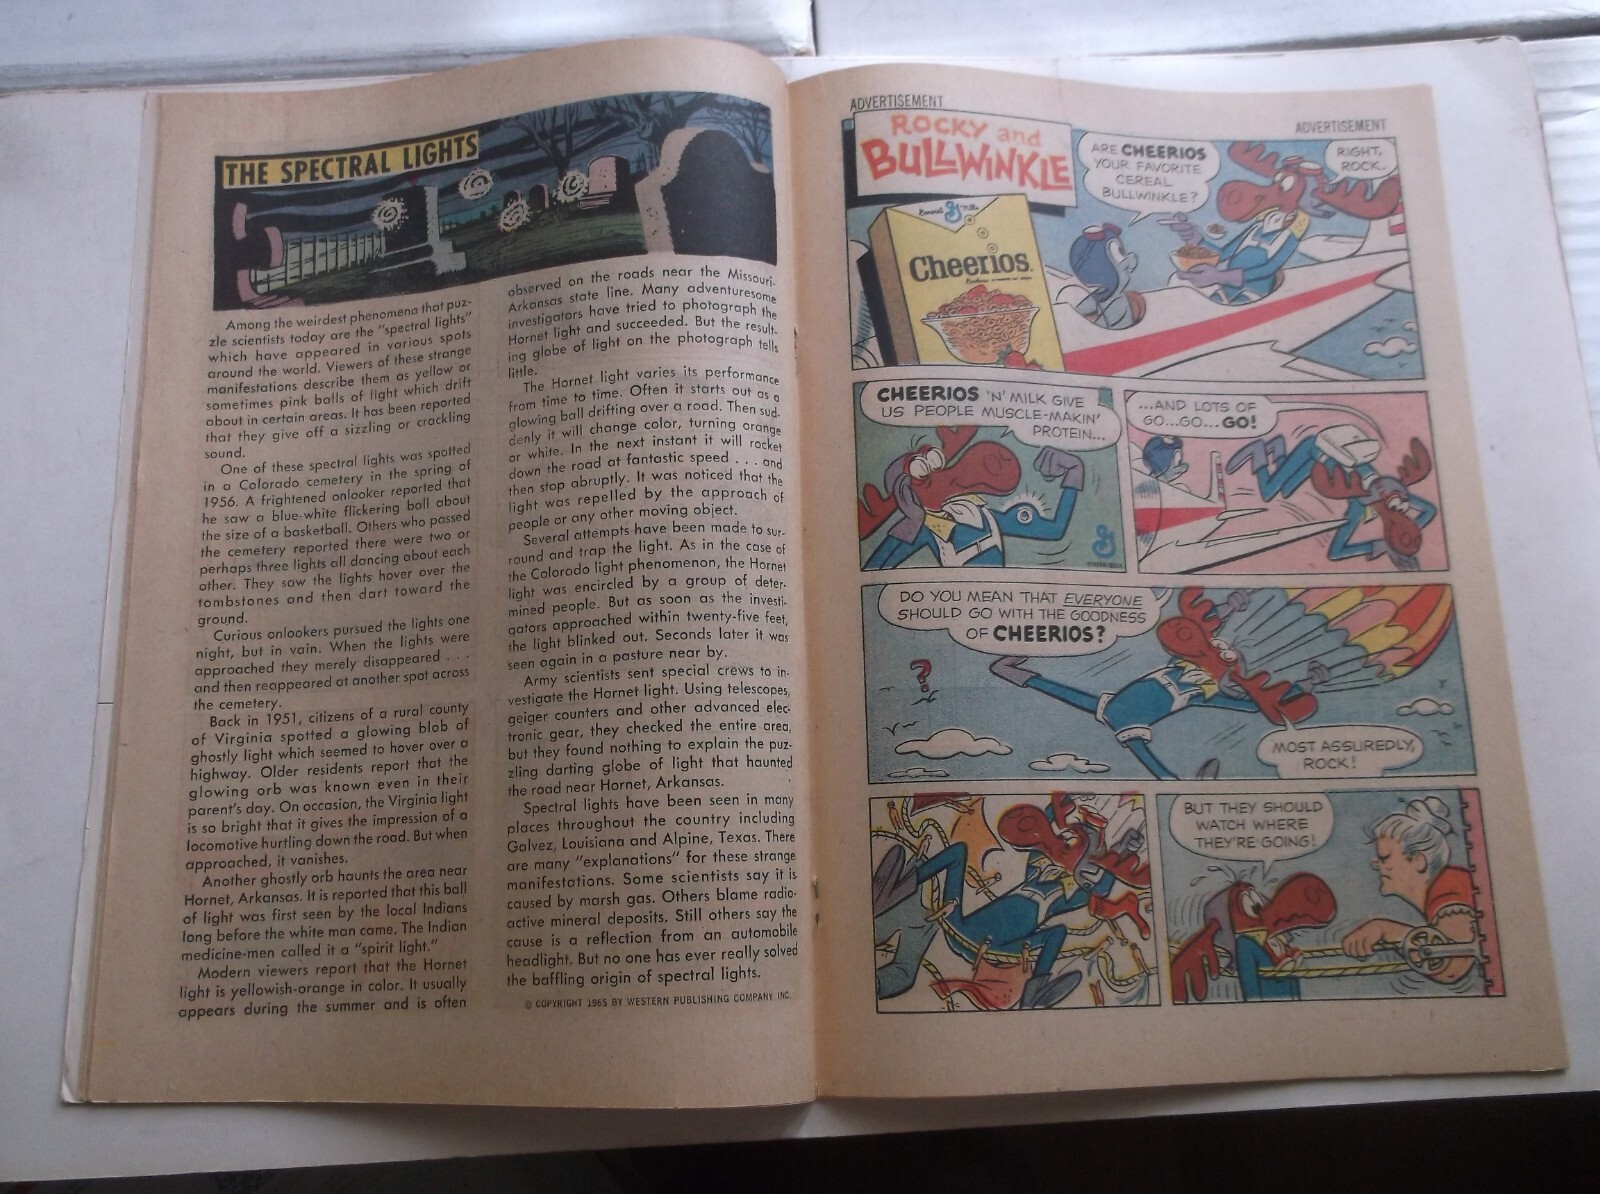 THE SPECTRAL LIGHTS
Among the weirdest phenomena that puz-
zle scientists today are the "spectral lights"
which have appeared in various spots
around the world. Viewers of these strange
manifestations describe them as yellow or
sometimes pink balls of light which drift
about in certain areas. It has been reported
that they give off a sizzling or crackling
sound.
One of these spectral lights was spotted
in a Colorado cemetery in the spring of
1956. A frightened onlooker reported that
he saw a blue-white flickering ball about
the size of a basketball. Others who passed
the cemetery reported there were two or
perhaps three lights all dancing about each
other. They saw the lights hover over the
tombstones and then dart toward the
ground.
Curious onlookers pursued the lights one
night, but in vain. When the lights were
approached they merely disappeared . . .
and then reappeared at another spot across
the cemetery.
Back in 1951, citizens of a rural county
of Virginia spotted a glowing blob of
ghostly light which seemed to hover over a
highway. Older residents report that the
glowing orb was known even in their
parent's day. On occasion, the Virginia light
is so bright that it gives the impression of a
locomotive hurtling down the road. But when
approached, it vanishes.
Another ghostly orb haunts the area near
Hornet, Arkansas. It is reported that this ball
of light was first seen by the local Indians
long before the white man came. The Indian
medicine-men called it a "spirit light."
Modern viewers report that the Hornet
light is yellowish-orange in color. It usually
appears during the summer and is often
observed on the roads near the Missouri-
Arkansas state line. Many adventuresome
investigators have tried to photograph the
Hornet light and succeeded. But the result-
ing globe of light on the photograph tells
little.
The Hornet light varies its performance
from time to time. Often it starts out as a
glowing ball drifting over a road. Then sud-
denly it will change color, turning orange
or white. In the next instant it will rocket
down the road at fantastic speed . . . and
then stop abruptly. It was noticed that the
light was repelled by the approach of
people or any other moving object.
Several attempts have been made to sur-
round and trap the light. As in the case of
the Colorado light phenomenon, the Hornet
light was encircled by a group of deter-
mined people. But as soon as the investi-
gators approached within twenty-five feet,
the light blinked out. Seconds later it was
seen again in a pasture near by.
Army scientists sent special crews to in-
vestigate the Hornet light. Using telescopes,
geiger counters and other advanced elec-
tronic gear, they checked the entire area,
but they found nothing to explain the puz-
zling darting globe of light that haunted
the road near Hornet, Arkansas.
Spectral lights have been seen in many
places throughout the country including
Galvez, Louisiana and Alpine, Texas. There
are many "explanations" for these strange
manifestations. Some scientists say it is
caused by marsh gas. Others blame radio-
active mineral deposits. Still others say the
cause is a reflection from an automobile
headlight. But no one has ever really solved
the baffling origin of spectral lights.
© COPYRIGHT 1965 BY WESTERN PUBLISHING COMPANY INC.
ADVERTISEMENT
ADVERTISEMENT
ROCKY and
BULLWINKLE
ARE CHEERIOS
YOUR FAVORITE
CEREAL
BULLWINKLE?
RIGHT,
ROCK.
General G Mills
Cheerios
CHEERIOS 'N' MILK GIVE
US PEOPLE MUSCLE-MAKIN'
PROTEIN...
G
...AND LOTS OF
GO...GO...GO!
DO YOU MEAN THAT EVERYONE
SHOULD GO WITH THE GOODNESS
OF CHEERIOS?
?
MOST ASSUREDLY,
ROCK!
BUT THEY SHOULD
WATCH WHERE
THEY'RE GOING!